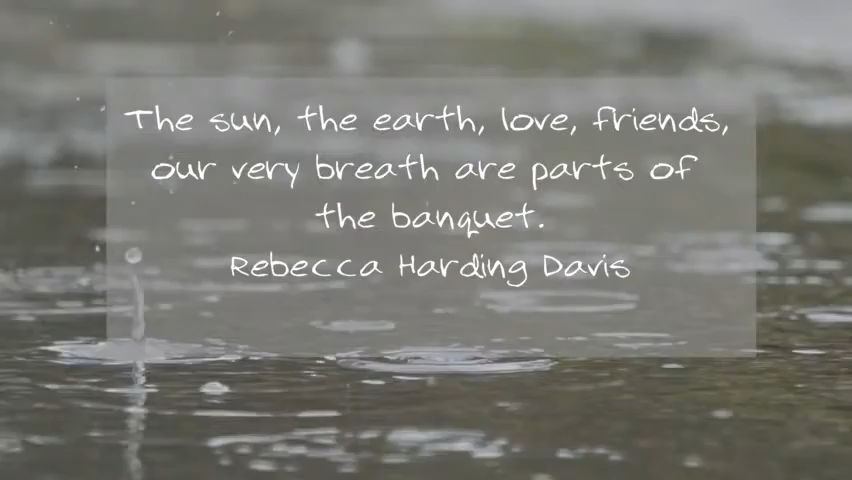 The sun, the earth, love, friends,
our very breath are parts of
the banquet.
Rebecca Harding Davis